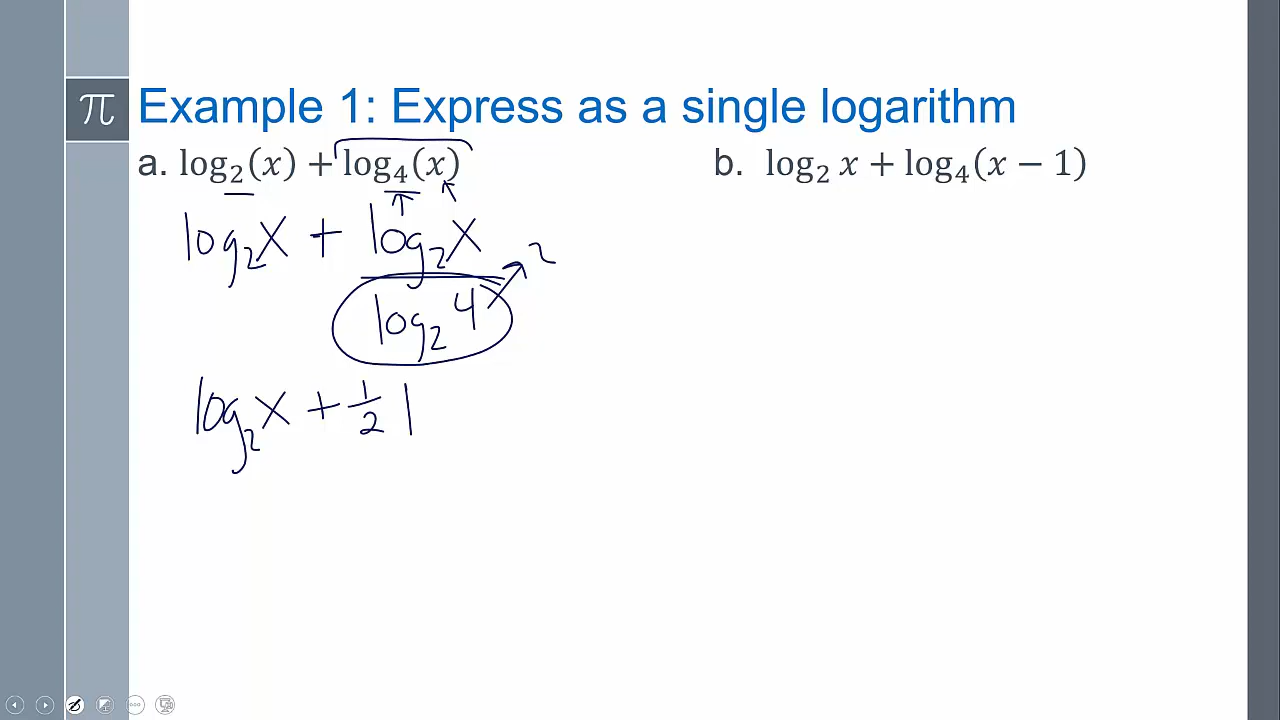 π Example 1: Express as a single logarithm
a. log₂(x) + log₄(x)
b. log₂ x + log₄(x − 1)
log₂x + log₂x
2
log₂4
log₂x + 1/2 l